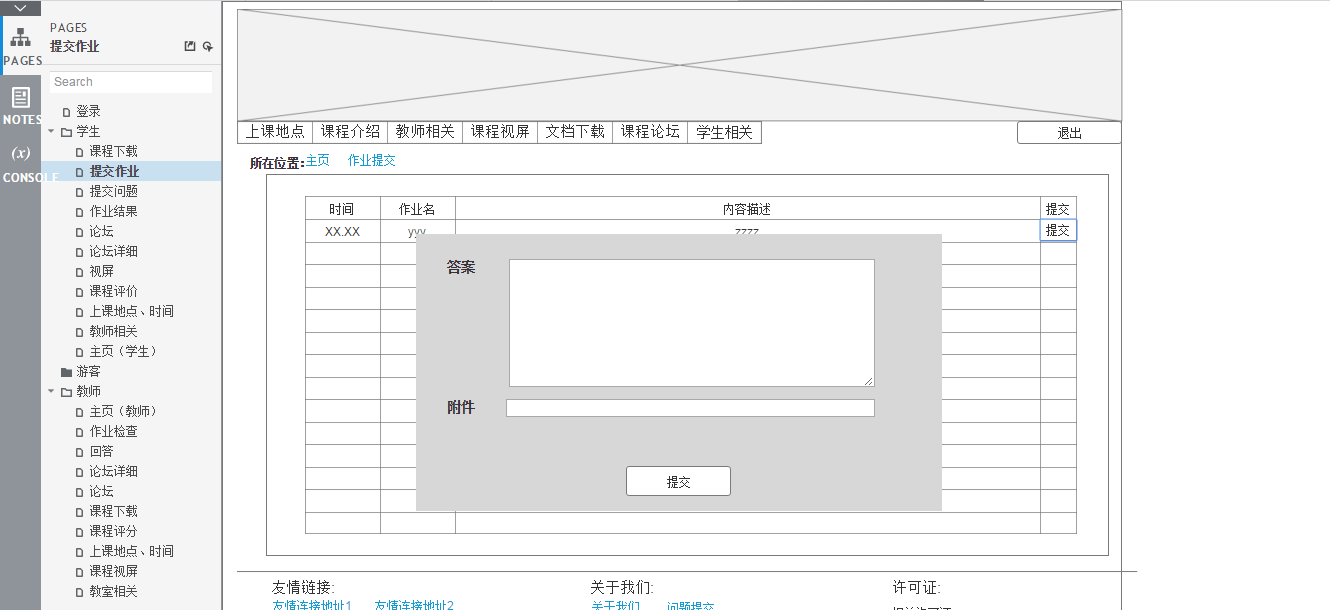 PAGES
提交作业
PAGES
Search
NOTES
(x)
CONSOLE
登录
学生
课程下载
提交作业
提交问题
作业结果
论坛
论坛详细
视屏
课程评价
上课地点、时间
教师相关
主页（学生）
游客
教师
主页（教师）
作业检查
回答
论坛详细
论坛
课程下载
课程评分
上课地点、时间
课程视屏
教室相关
上课地点 课程介绍 教师相关 课程视屏 文档下载 课程论坛 学生相关 退出
所在位置: 主页 作业提交
时间 作业名 内容描述 提交
XX.XX yyy zzzz 提交
答案
附件
提交
友情链接: 关于我们: 许可证:
友情连接地址1 友情连接地址2 关于我们 问题提交 相关许可证